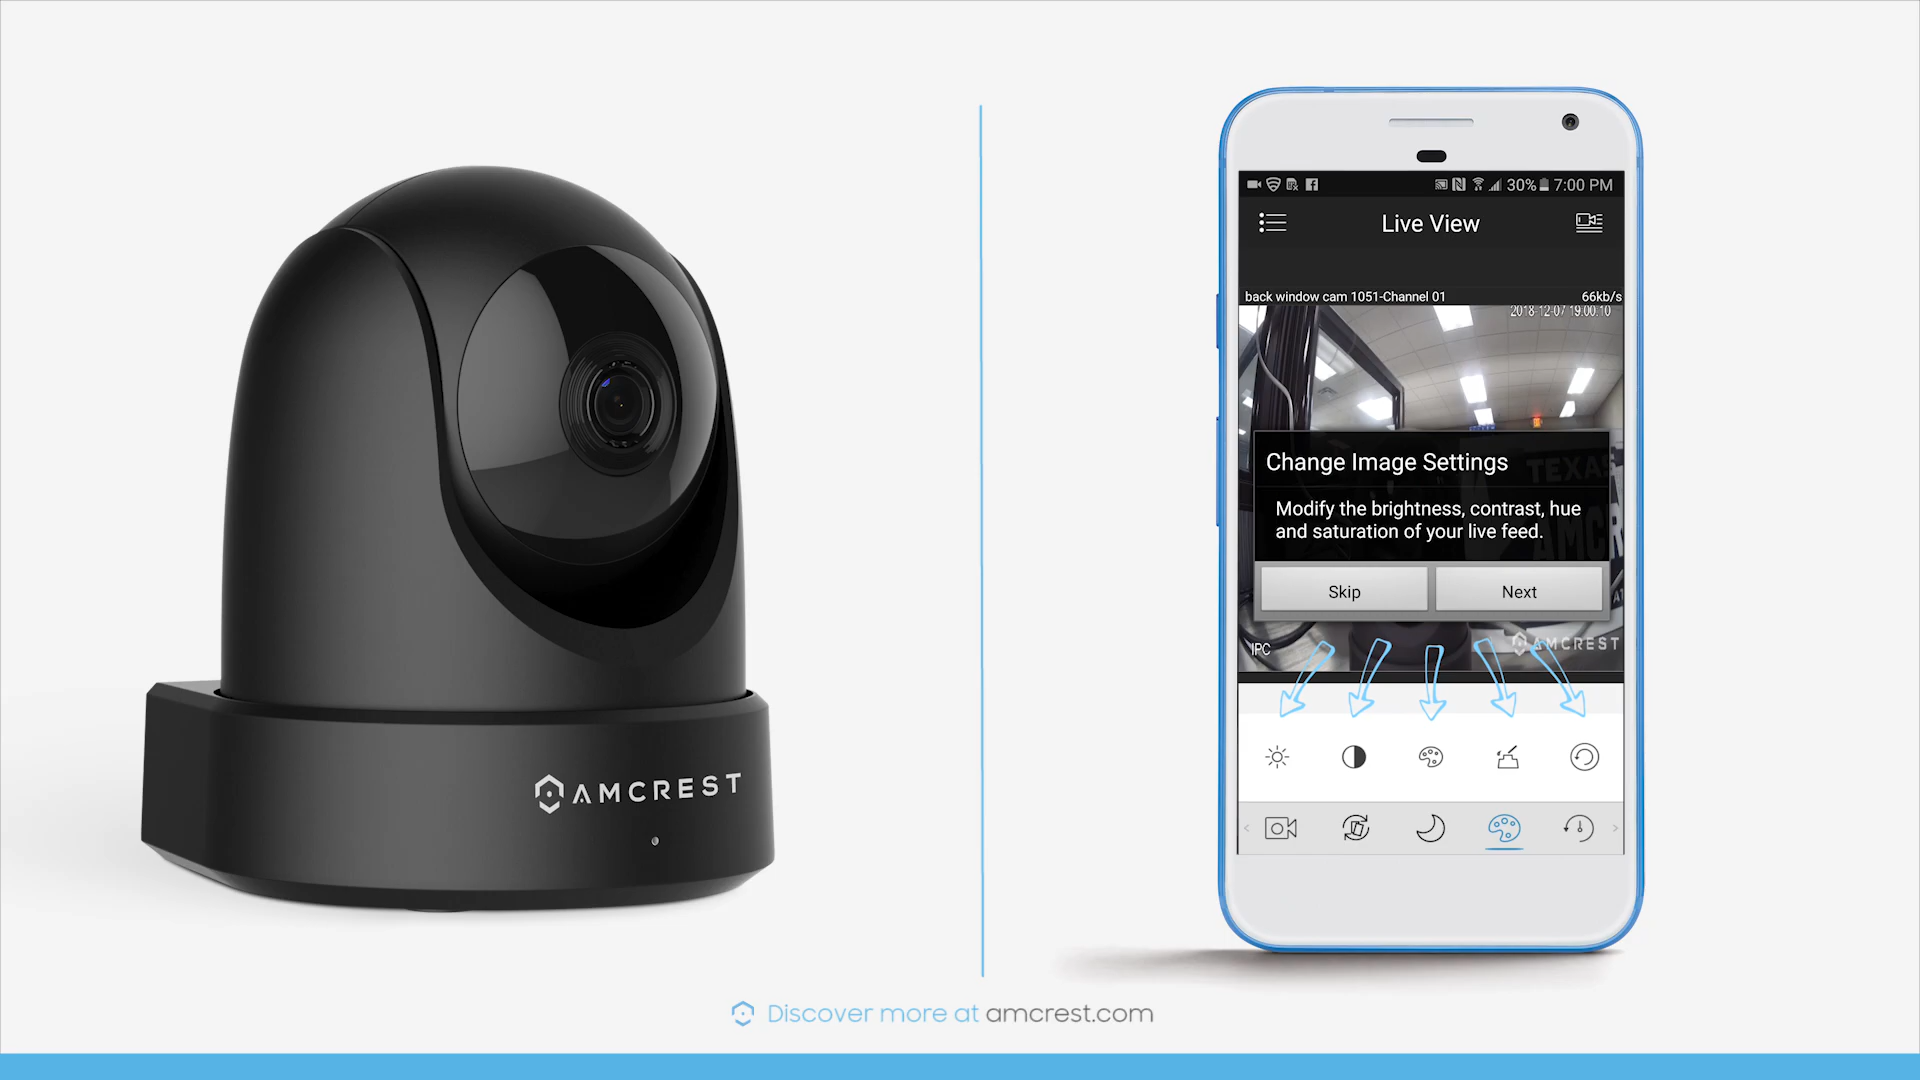 AMCREST
30% 7:00 PM
Live View
back window cam 1051-Channel 01 66kb/s
2018-12-07 19:00:10
TEXAS
Change Image Settings
Modify the brightness, contrast, hue
and saturation of your live feed.
AMCR
Skip Next
IPC AMCREST
Discover more at amcrest.com